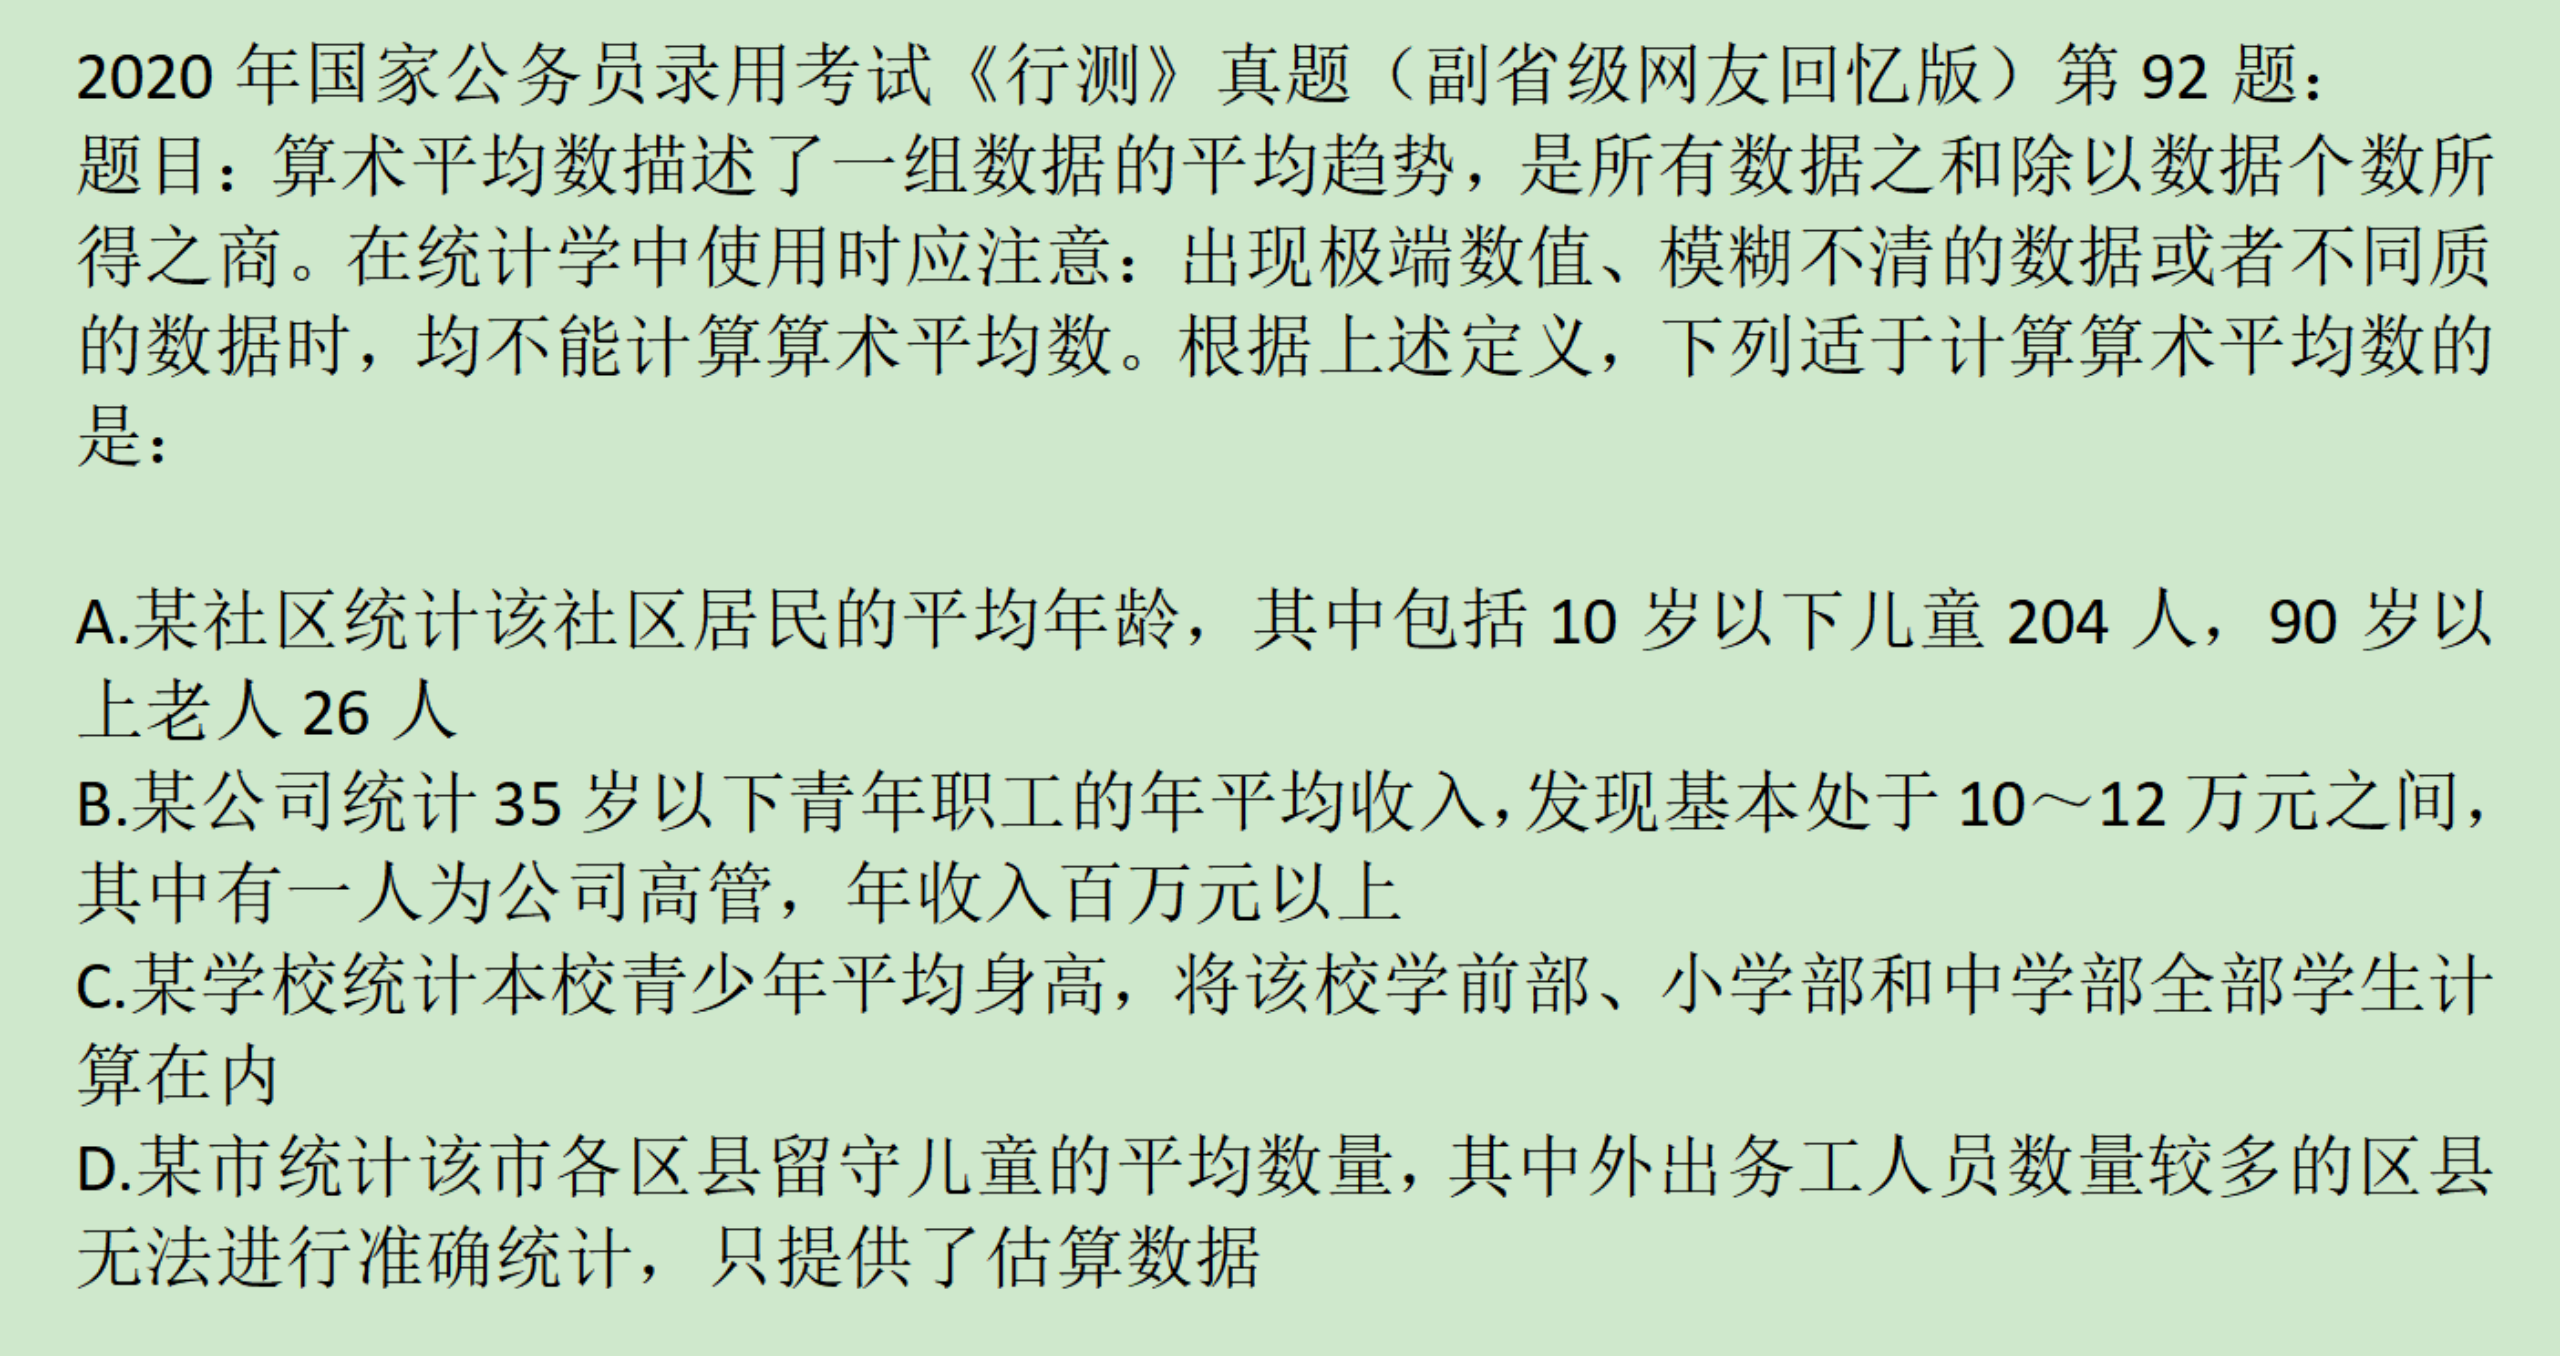 2020 年国家公务员录用考试《行测》真题（副省级网友回忆版）第 92 题：
题目：算术平均数描述了一组数据的平均趋势，是所有数据之和除以数据个数所
得之商。在统计学中使用时应注意：出现极端数值、模糊不清的数据或者不同质
的数据时，均不能计算算术平均数。根据上述定义，下列适于计算算术平均数的
是：
A.某社区统计该社区居民的平均年龄，其中包括 10 岁以下儿童 204 人，90 岁以
上老人 26 人
B.某公司统计 35 岁以下青年职工的年平均收入，发现基本处于 10～12 万元之间，
其中有一人为公司高管，年收入百万元以上
C.某学校统计本校青少年平均身高，将该校学前部、小学部和中学部全部学生计
算在内
D.某市统计该市各区县留守儿童的平均数量，其中外出务工人员数量较多的区县
无法进行准确统计，只提供了估算数据